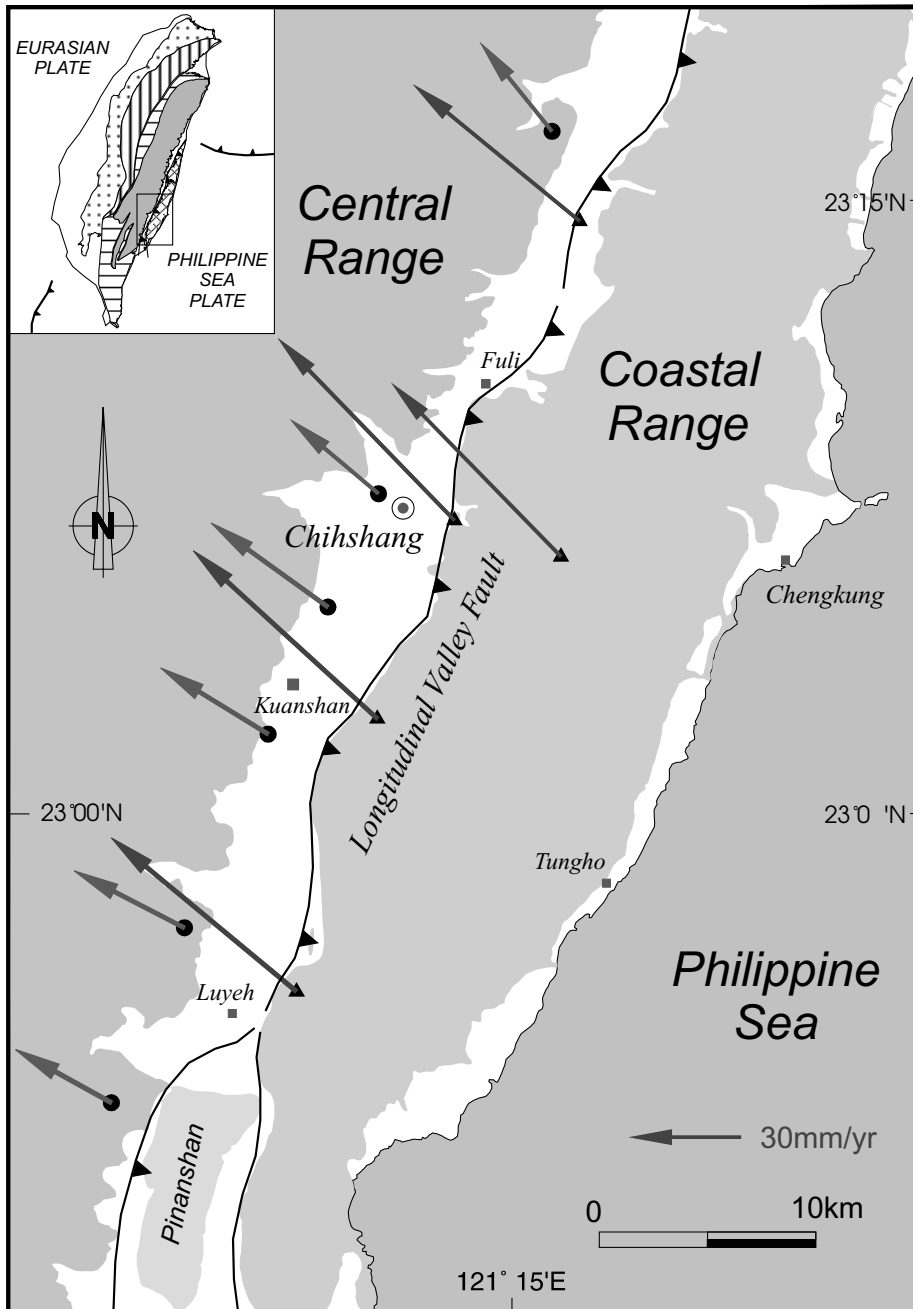 EURASIAN
PLATE
PHILIPPINE
SEA
PLATE
Central
Range
23°15'N
Fuli
Coastal
Range
N
Chihshang
Chengkung
Longitudinal Valley Fault
Kuanshan
23°00'N
23°0 'N
Tungho
Philippine
Sea
Luyeh
30mm/yr
Pinanshan
0
10km
121° 15'E